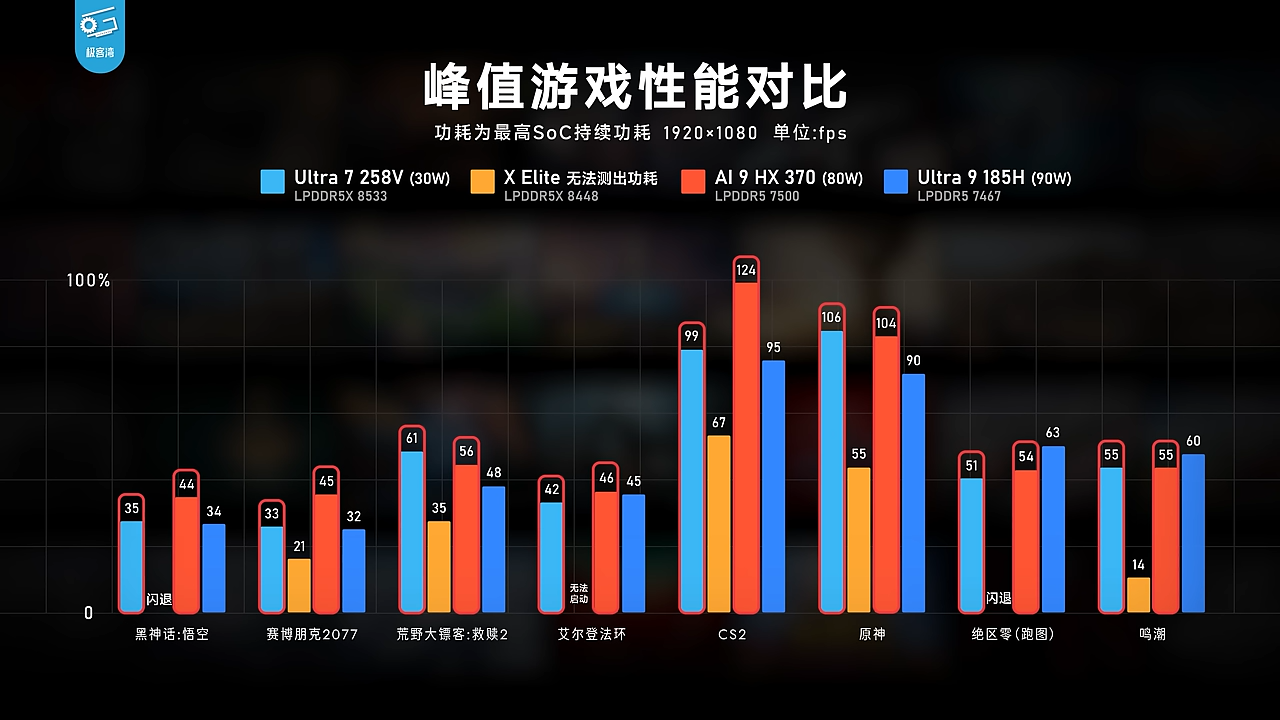 极客湾
峰值游戏性能对比
功耗为最高SoC持续功耗 1920×1080 单位:fps
Ultra 7 258V (30W) X Elite 无法测出功耗 AI 9 HX 370 (80W) Ultra 9 185H (90W)
LPDDR5X 8533 LPDDR5X 8448 LPDDR5 7500 LPDDR5 7467
100%
0
35 闪退 44 34
33 21 45 32
61 35 56 48
42 无法启动 46 45
99 67 124 95
106 55 104 90
51 闪退 54 63
55 14 55 60
黑神话:悟空 赛博朋克2077 荒野大镖客:救赎2 艾尔登法环 CS2 原神 绝区零(跑图) 鸣潮